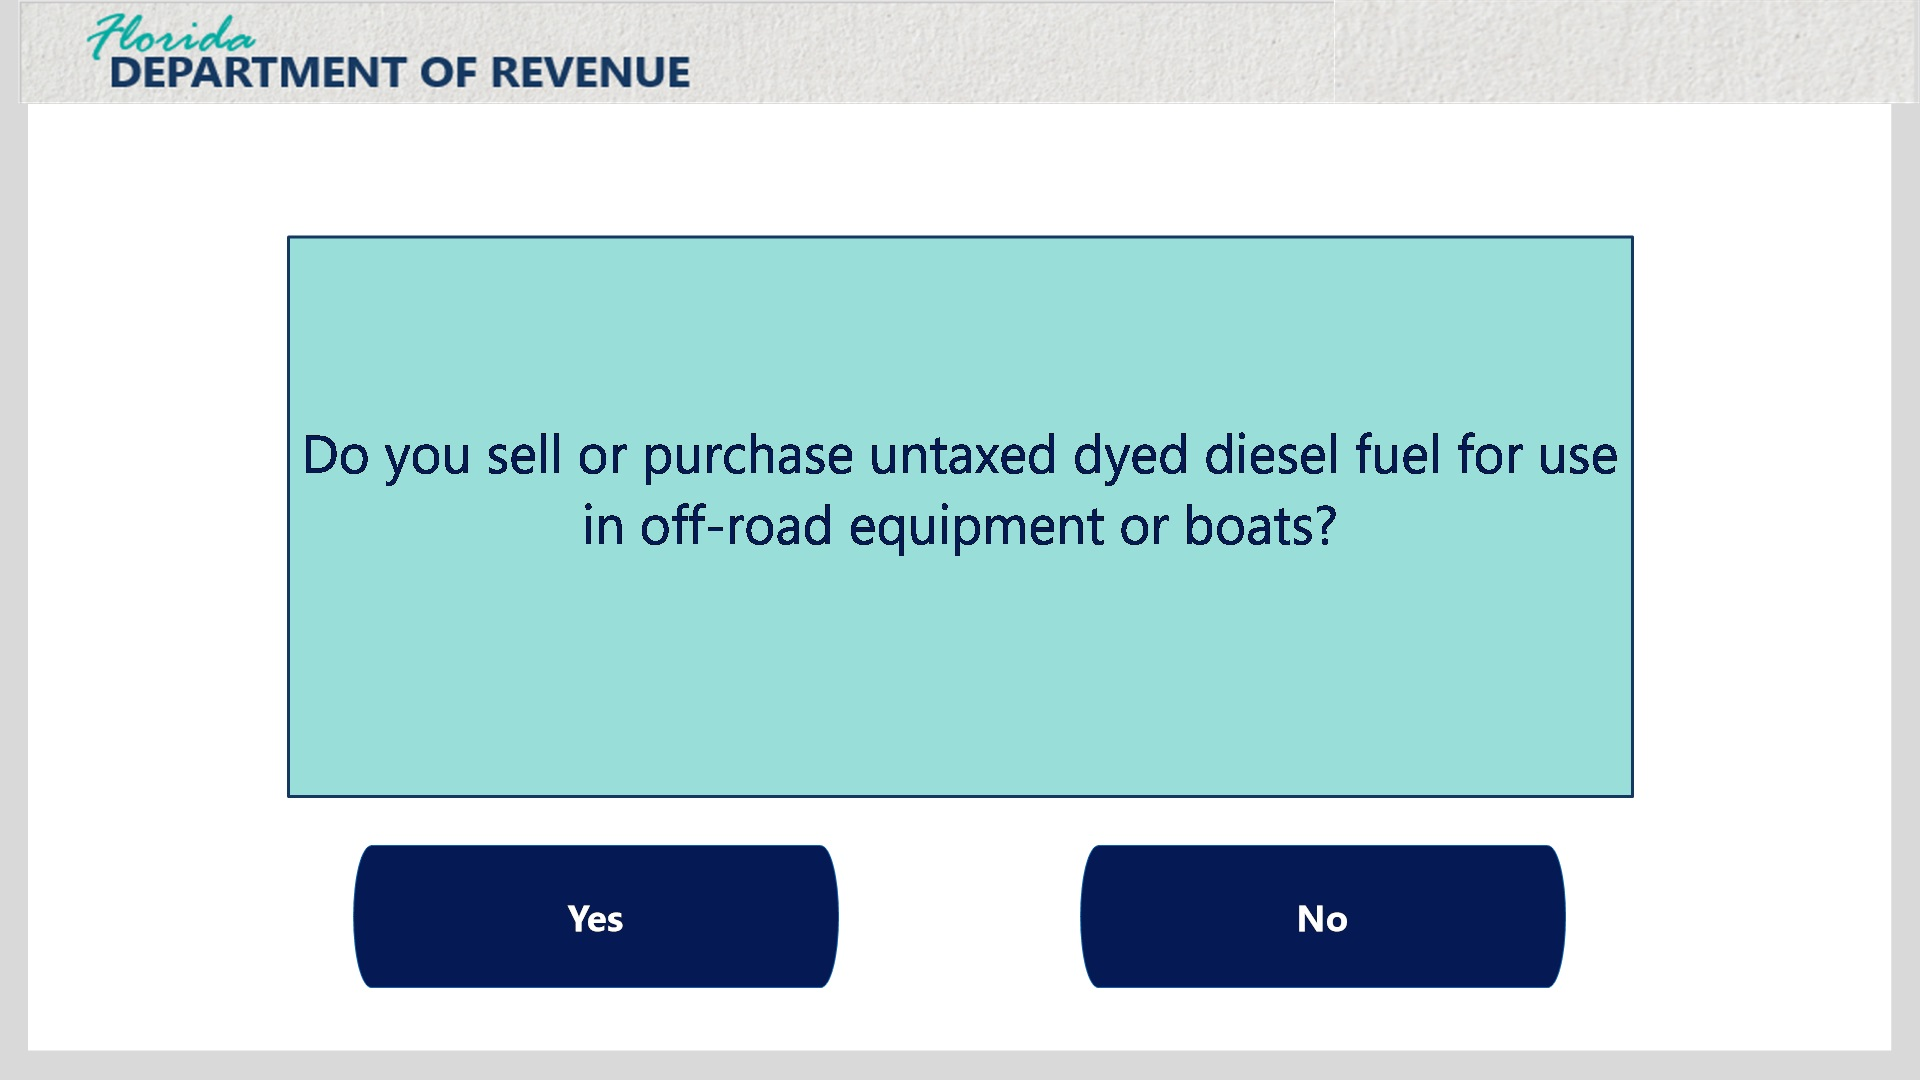 Florida
DEPARTMENT OF REVENUE
Do you sell or purchase untaxed dyed diesel fuel for use
in off-road equipment or boats?
Yes
No